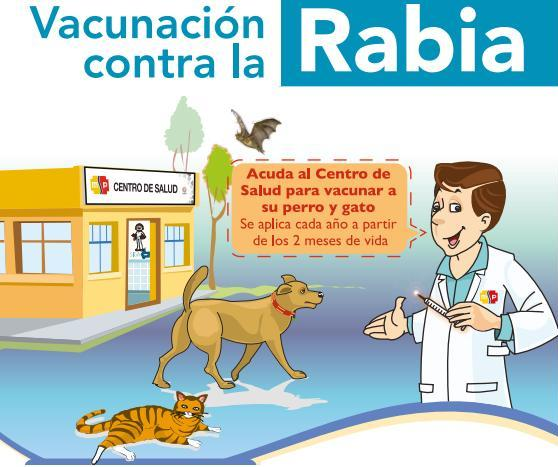 Vacunación
contra la
Rabia
Acuda al Centro de
Salud para vacunar a
su perro y gato
Se aplica cada año a partir
de los 2 meses de vida
CENTRO DE SALUD